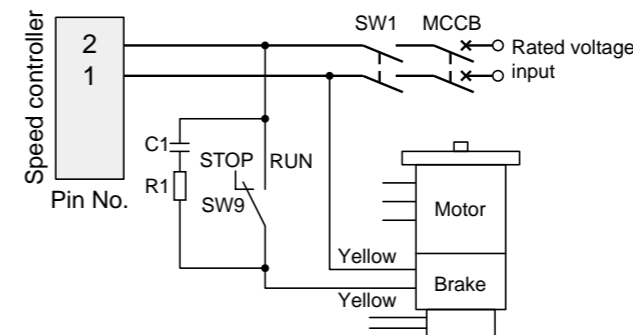 SW1 MCCB
Speed controller
2
1
Rated voltage
input
Pin No.
C1
R1
STOP
RUN
SW9
Motor
Yellow
Brake
Yellow